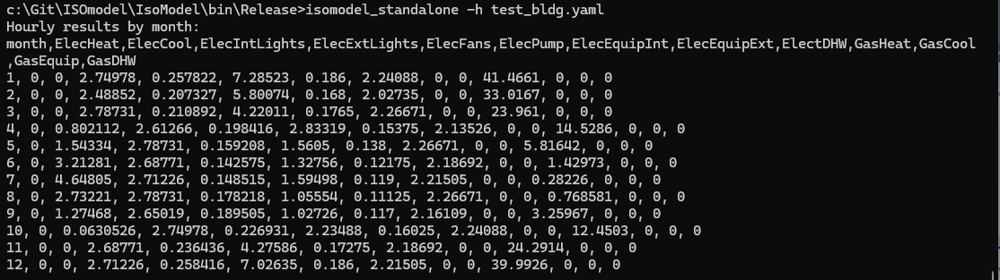 c:\Git\ISOmodel\IsoModel\bin\Release>isomodel_standalone -h test_bldg.yaml
Hourly results by month:
month,ElecHeat,ElecCool,ElecIntLights,ElecExtLights,ElecFans,ElecPump,ElecEquipInt,ElecEquipExt,ElectDHW,GasHeat,GasCool
,GasEquip,GasDHW
1, 0, 0, 2.74978, 0.257822, 7.28523, 0.186, 2.24088, 0, 0, 41.4661, 0, 0, 0
2, 0, 0, 2.48852, 0.207327, 5.80074, 0.168, 2.02735, 0, 0, 33.0167, 0, 0, 0
3, 0, 0, 2.78731, 0.210892, 4.22011, 0.1765, 2.26671, 0, 0, 23.961, 0, 0, 0
4, 0, 0.802112, 2.61266, 0.198416, 2.83319, 0.15375, 2.13526, 0, 0, 14.5286, 0, 0, 0
5, 0, 1.54334, 2.78731, 0.159208, 1.5605, 0.138, 2.26671, 0, 0, 5.81642, 0, 0, 0
6, 0, 3.21281, 2.68771, 0.142575, 1.32756, 0.12175, 2.18692, 0, 0, 1.42973, 0, 0, 0
7, 0, 4.64805, 2.71226, 0.148515, 1.59498, 0.119, 2.21505, 0, 0, 0.28226, 0, 0, 0
8, 0, 2.73221, 2.78731, 0.178218, 1.05554, 0.11125, 2.26671, 0, 0, 0.768581, 0, 0, 0
9, 0, 1.27468, 2.65019, 0.189505, 1.02726, 0.117, 2.16109, 0, 0, 3.25967, 0, 0, 0
10, 0, 0.0630526, 2.74978, 0.226931, 2.23488, 0.16025, 2.24088, 0, 0, 12.4503, 0, 0, 0
11, 0, 0, 2.68771, 0.236436, 4.27586, 0.17275, 2.18692, 0, 0, 24.2914, 0, 0, 0
12, 0, 0, 2.71226, 0.258416, 7.02635, 0.186, 2.21505, 0, 0, 39.9926, 0, 0, 0